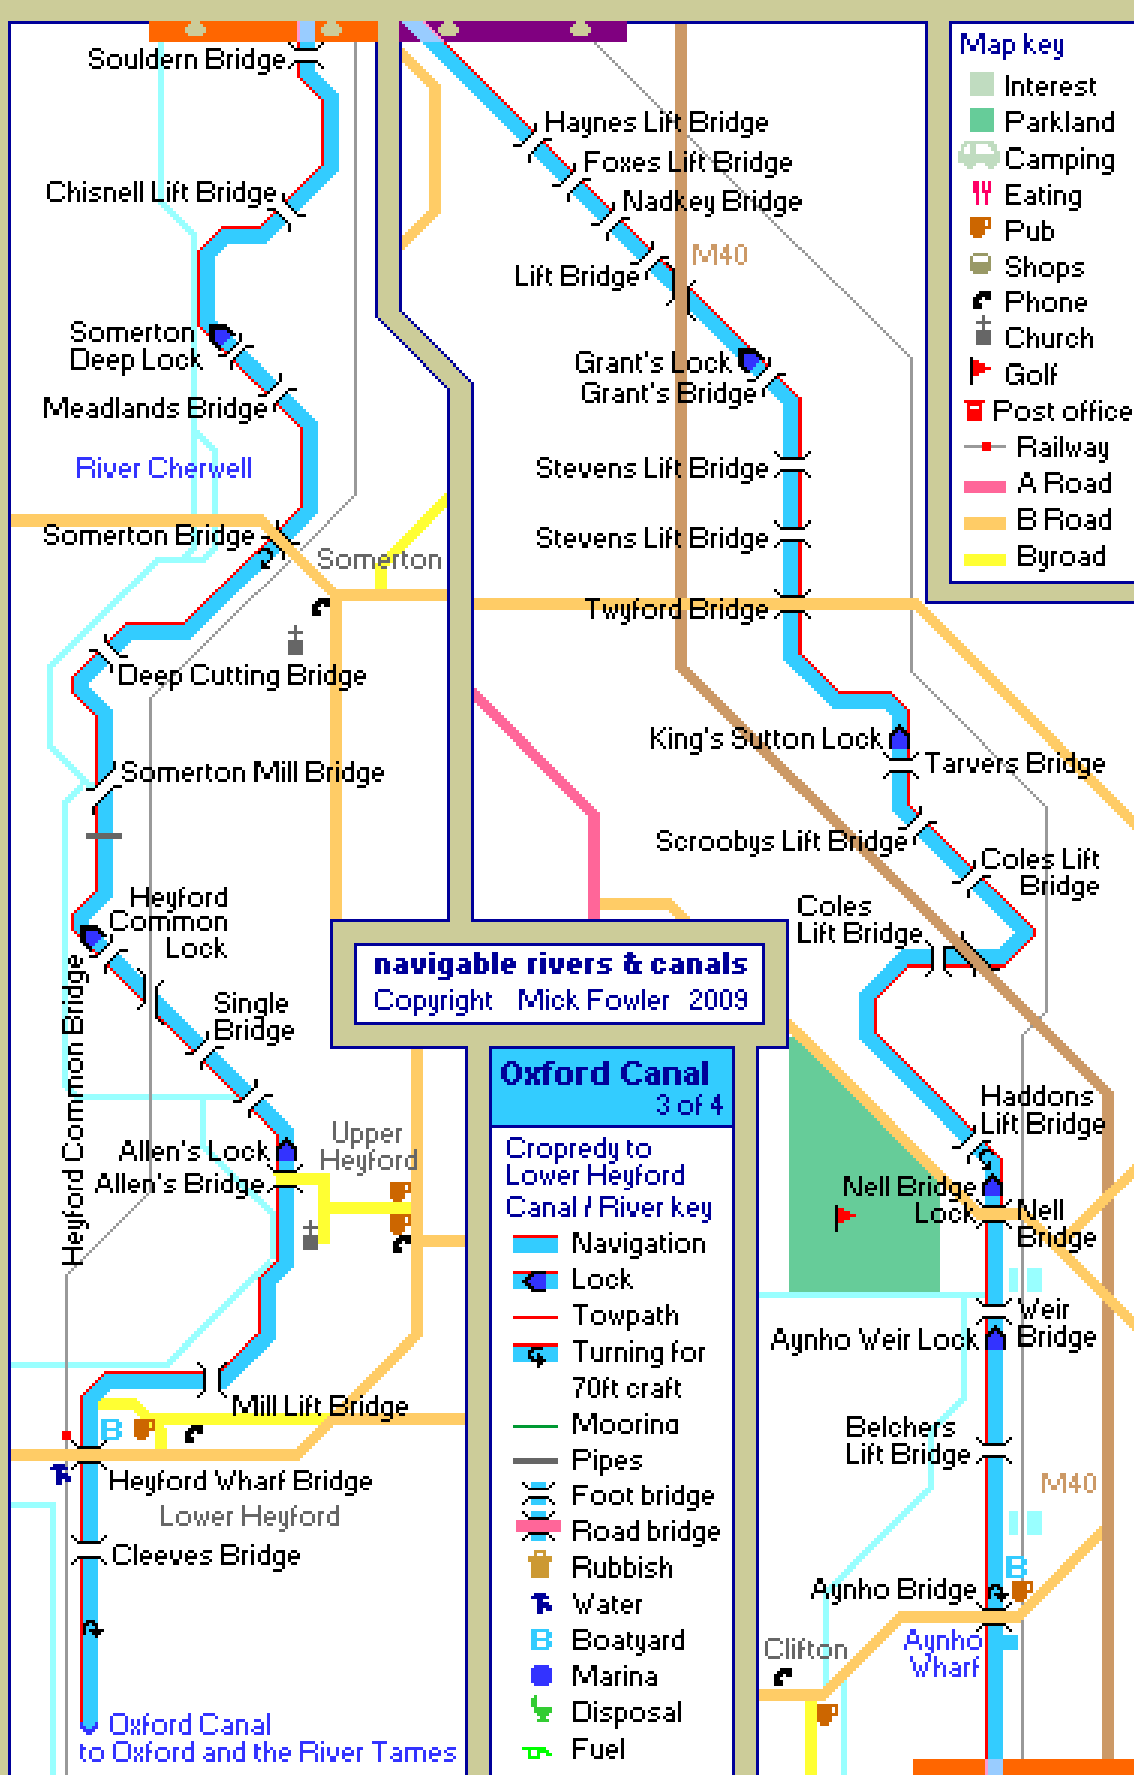 Souldern Bridge
Chisnell Lift Bridge
Somerton
Deep Lock
Meadlands Bridge
River Cherwell
Somerton Bridge
Somerton
Deep Cutting Bridge
Somerton Mill Bridge
Heyford
Common
Lock
Heyford Common Bridge
Single
Bridge
Allen's Lock
Upper
Heyford
Allen's Bridge
Mill Lift Bridge
B
Heyford Wharf Bridge
Lower Heyford
Cleeves Bridge
Oxford Canal
to Oxford and the River Tames
Haynes Lift Bridge
Foxes Lift Bridge
Nadkey Bridge
M40
Lift Bridge
Grant's Lock
Grant's Bridge
Stevens Lift Bridge
Stevens Lift Bridge
Twyford Bridge
King's Sutton Lock
Tarvers Bridge
Scroobys Lift Bridge
Coles Lift
Bridge
Coles
Lift Bridge
Haddons
Lift Bridge
Nell Bridge
Lock
Nell
Bridge
Weir
Bridge
Aynho Weir Lock
Belchers
Lift Bridge
M40
B
Aynho Bridge
Aynho
Wharf
Clifton
Map key
Interest
Parkland
Camping
Eating
Pub
Shops
Phone
Church
Golf
Post office
Railway
A Road
B Road
Byroad
navigable rivers & canals
Copyright Mick Fowler 2009
Oxford Canal
3 of 4
Cropredy to
Lower Heyford
Canal / River key
Navigation
Lock
Towpath
Turning for
70ft craft
Mooring
Pipes
Foot bridge
Road bridge
Rubbish
Water
B Boatyard
Marina
Disposal
Fuel